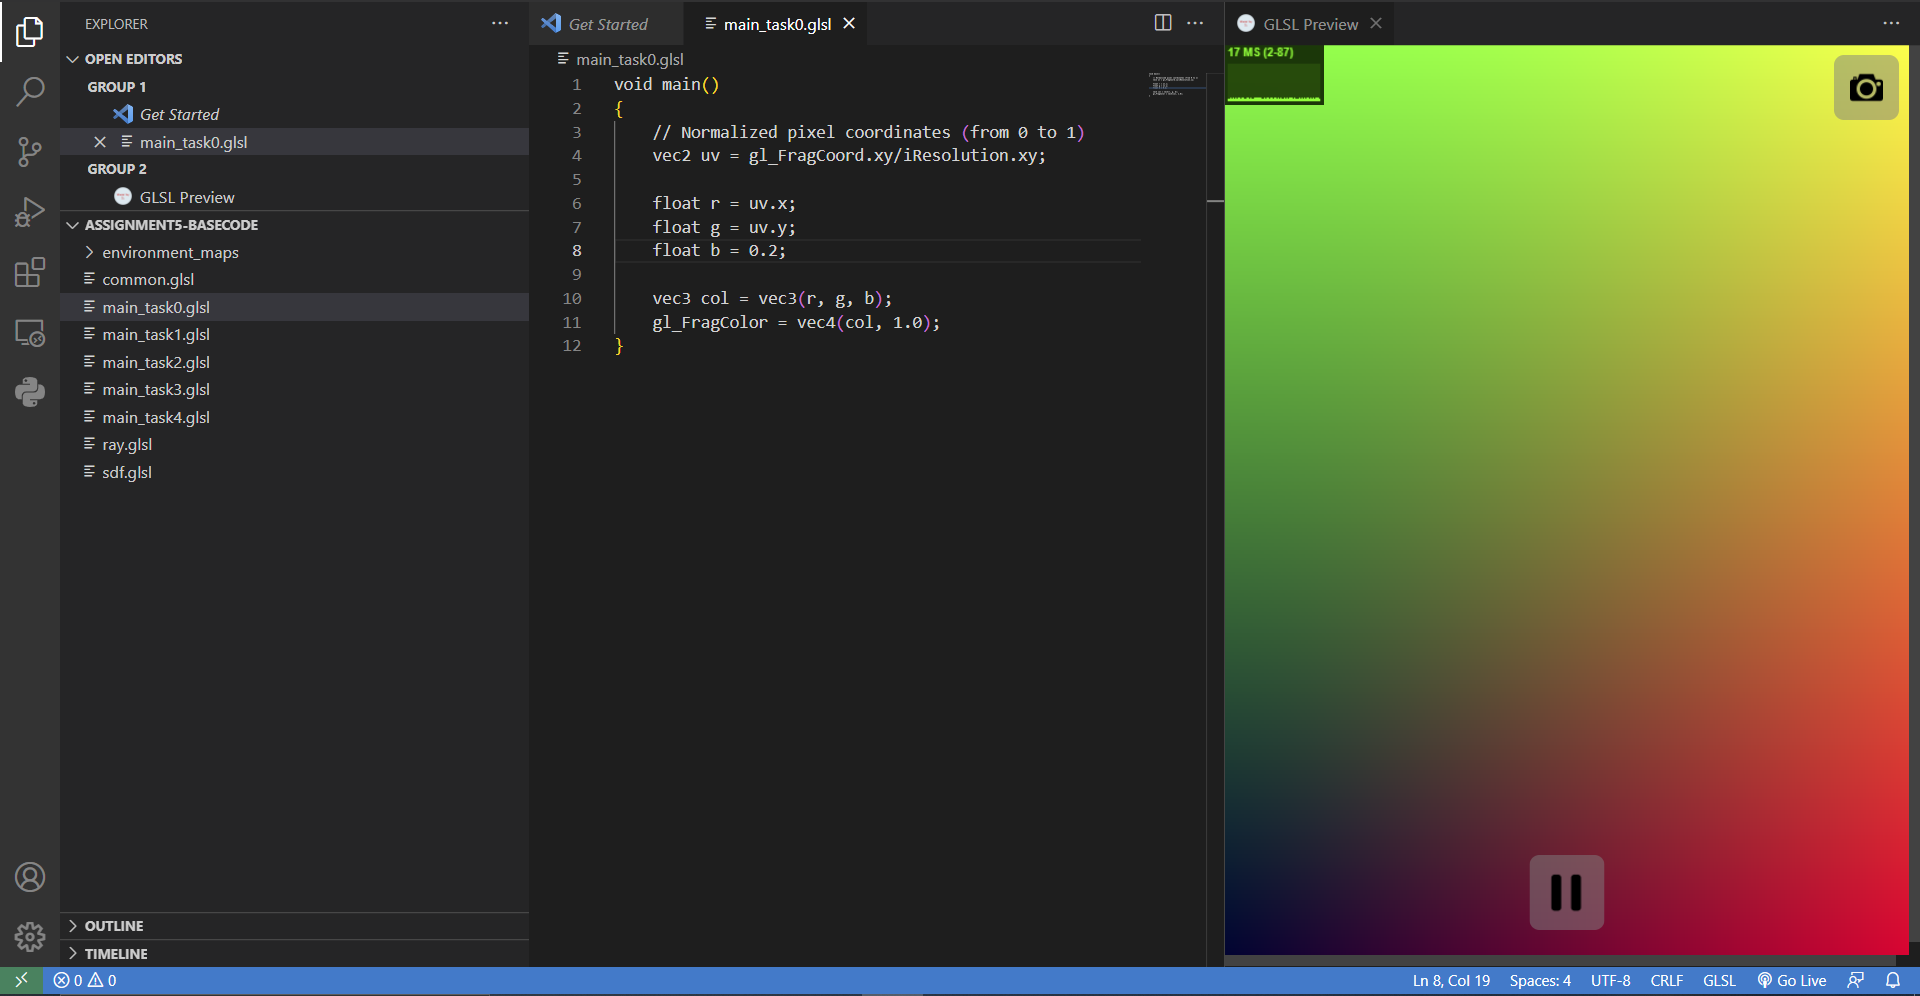 EXPLORER
OPEN EDITORS
GROUP 1
Get Started
main_task0.glsl
GROUP 2
GLSL Preview
ASSIGNMENT5-BASECODE
environment_maps
common.glsl
main_task0.glsl
main_task1.glsl
main_task2.glsl
main_task3.glsl
main_task4.glsl
ray.glsl
sdf.glsl
OUTLINE
TIMELINE
Get Started
main_task0.glsl
main_task0.glsl
1 void main()
2 {
3 // Normalized pixel coordinates (from 0 to 1)
4 vec2 uv = gl_FragCoord.xy/iResolution.xy;
5
6 float r = uv.x;
7 float g = uv.y;
8 float b = 0.2;
9
10 vec3 col = vec3(r, g, b);
11 gl_FragColor = vec4(col, 1.0);
12 }
GLSL Preview
17 MS (2-87)
0 0
Ln 8, Col 19 Spaces: 4 UTF-8 CRLF GLSL Go Live